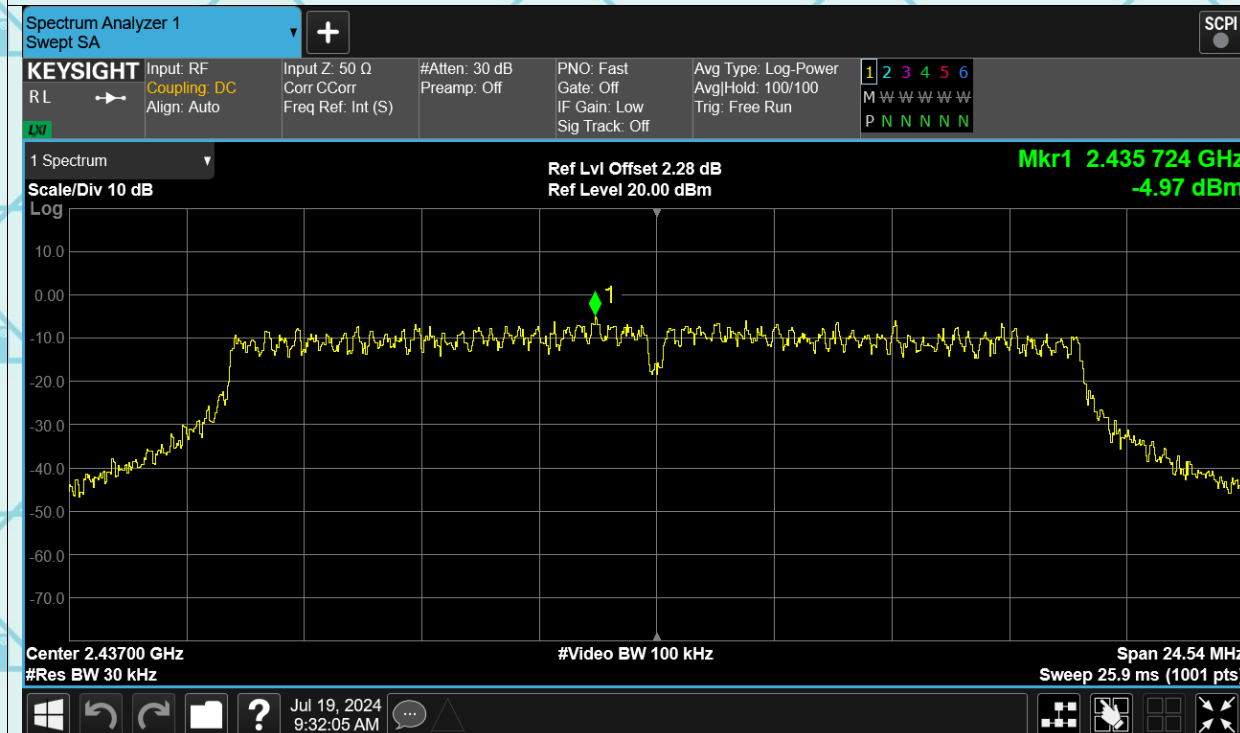 Spectrum Analyzer 1
Swept SA
+
SCPI
KEYSIGHT
RL
LXI
Input: RF
Coupling: DC
Align: Auto
Input Z: 50 Ω
Corr CCorr
Freq Ref: Int (S)
#Atten: 30 dB
Preamp: Off
PNO: Fast
Gate: Off
IF Gain: Low
Sig Track: Off
Avg Type: Log-Power
Avg|Hold: 100/100
Trig: Free Run
1 2 3 4 5 6
M W W W W W
P N N N N N
1 Spectrum
Scale/Div 10 dB
Log
Ref Lvl Offset 2.28 dB
Ref Level 20.00 dBm
Mkr1 2.435 724 GHz
-4.97 dBm
1
10.0
0.00
-10.0
-20.0
-30.0
-40.0
-50.0
-60.0
-70.0
Center 2.43700 GHz
#Res BW 30 kHz
#Video BW 100 kHz
Span 24.54 MHz
Sweep 25.9 ms (1001 pts)
?
Jul 19, 2024
9:32:05 AM